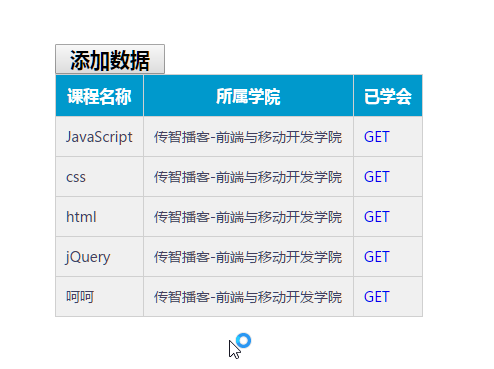 添加数据
课程名称 所属学院 已学会
JavaScript 传智播客-前端与移动开发学院 GET
css 传智播客-前端与移动开发学院 GET
html 传智播客-前端与移动开发学院 GET
jQuery 传智播客-前端与移动开发学院 GET
呵呵 传智播客-前端与移动开发学院 GET